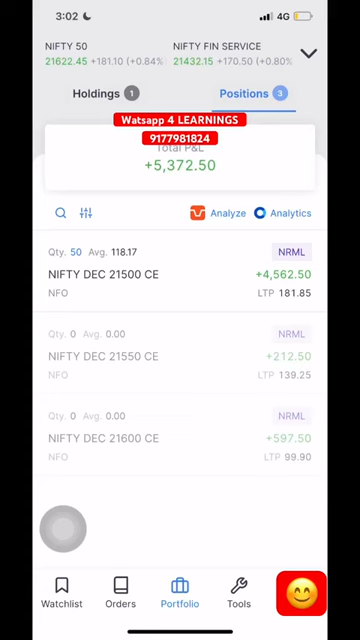 3:02
4G
NIFTY 50
21622.45 +181.10 (+0.84%)
NIFTY FIN SERVICE
21432.15 +170.50 (+0.80%)
Holdings 1
Positions 3
Watsapp 4 LEARNINGS
9177981824
Total P&L
+5,372.50
Analyze
Analytics
Qty. 50 Avg. 118.17
NRML
NIFTY DEC 21500 CE
+4,562.50
NFO
LTP 181.85
Qty. 0 Avg. 0.00
NRML
NIFTY DEC 21550 CE
+212.50
NFO
LTP 139.25
Qty. 0 Avg. 0.00
NRML
NIFTY DEC 21600 CE
+597.50
NFO
LTP 99.90
Watchlist
Orders
Portfolio
Tools